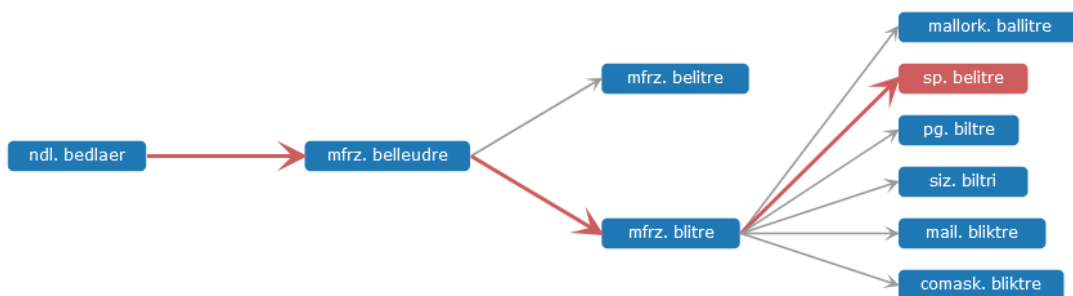 mallork. ballitre
mfrz. belitre
sp. belitre
pg. biltre
ndl. bedlaer
mfrz. belleudre
siz. biltri
mfrz. blitre
mail. bliktre
comask. bliktre